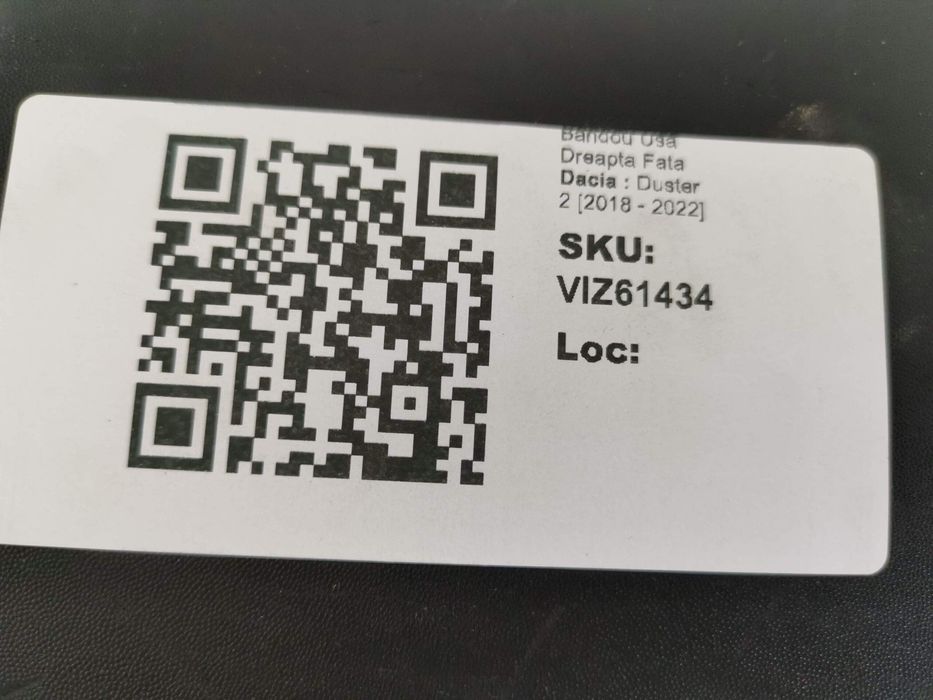 Bandou Usa
Dreapta Fata
Dacia : Duster
2 [2018 - 2022]
SKU:
VIZ61434
Loc: